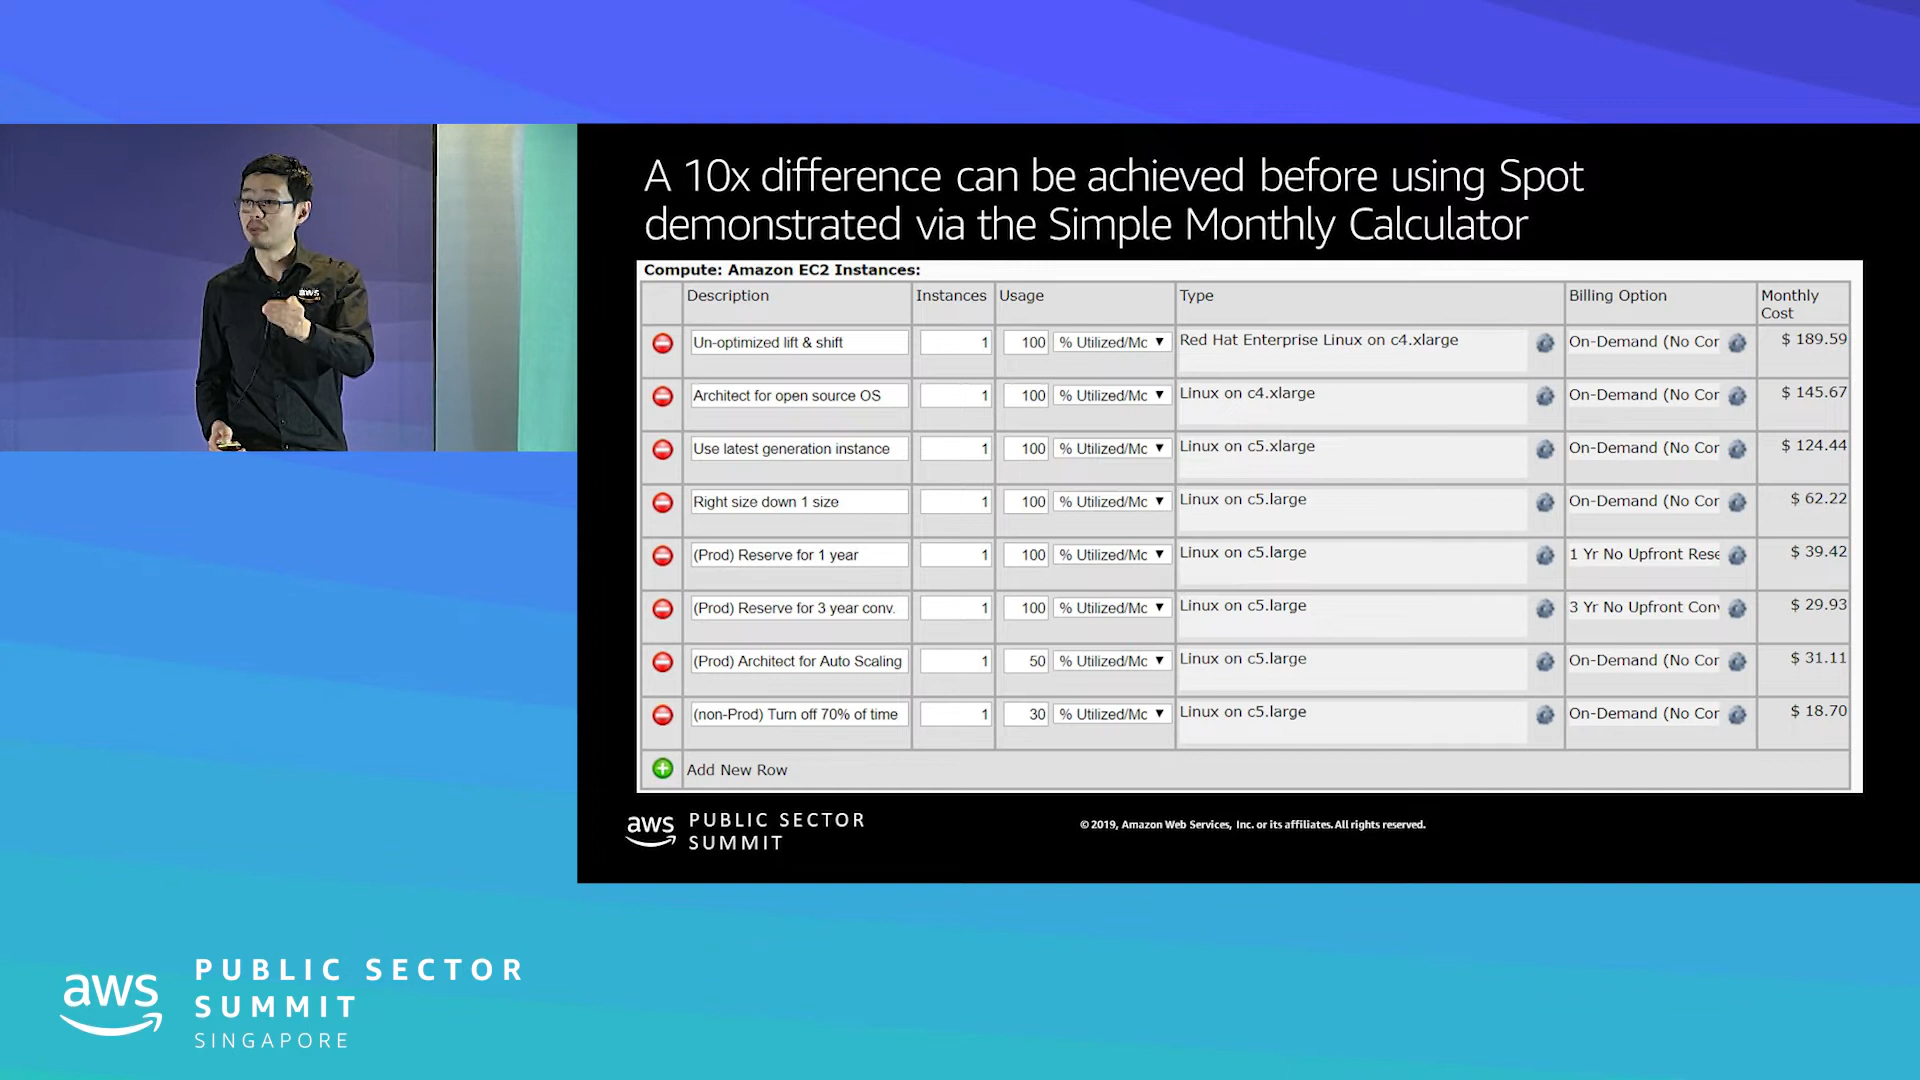 aws
A 10x difference can be achieved before using Spot
demonstrated via the Simple Monthly Calculator
Compute: Amazon EC2 Instances:
Description Instances Usage Type Billing Option Monthly Cost
Un-optimized lift & shift 1 100 % Utilized/Mc Red Hat Enterprise Linux on c4.xlarge On-Demand (No Cor $ 189.59
Architect for open source OS 1 100 % Utilized/Mc Linux on c4.xlarge On-Demand (No Cor $ 145.67
Use latest generation instance 1 100 % Utilized/Mc Linux on c5.xlarge On-Demand (No Cor $ 124.44
Right size down 1 size 1 100 % Utilized/Mc Linux on c5.large On-Demand (No Cor $ 62.22
(Prod) Reserve for 1 year 1 100 % Utilized/Mc Linux on c5.large 1 Yr No Upfront Rese $ 39.42
(Prod) Reserve for 3 year conv. 1 100 % Utilized/Mc Linux on c5.large 3 Yr No Upfront Con $ 29.93
(Prod) Architect for Auto Scaling 1 50 % Utilized/Mc Linux on c5.large On-Demand (No Cor $ 31.11
(non-Prod) Turn off 70% of time 1 30 % Utilized/Mc Linux on c5.large On-Demand (No Cor $ 18.70
Add New Row
aws PUBLIC SECTOR
SUMMIT
© 2019, Amazon Web Services, Inc. or its affiliates. All rights reserved.
aws PUBLIC SECTOR
SUMMIT
SINGAPORE